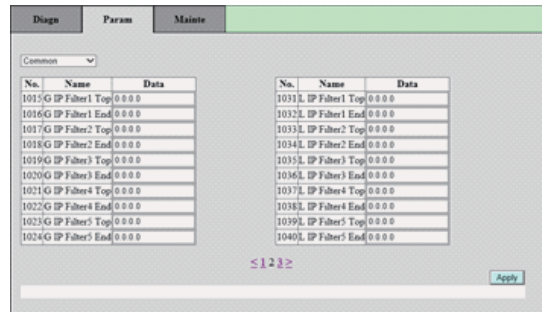 Diagn Param Mainte
Common
No. Name Data
1015 G IP Filter1 Top 0.0.0.0
1016 G IP Filter1 End 0.0.0.0
1017 G IP Filter2 Top 0.0.0.0
1018 G IP Filter2 End 0.0.0.0
1019 G IP Filter3 Top 0.0.0.0
1020 G IP Filter3 End 0.0.0.0
1021 G IP Filter4 Top 0.0.0.0
1022 G IP Filter4 End 0.0.0.0
1023 G IP Filter5 Top 0.0.0.0
1024 G IP Filter5 End 0.0.0.0
No. Name Data
1031 L IP Filter1 Top 0.0.0.0
1032 L IP Filter1 End 0.0.0.0
1033 L IP Filter2 Top 0.0.0.0
1034 L IP Filter2 End 0.0.0.0
1035 L IP Filter3 Top 0.0.0.0
1036 L IP Filter3 End 0.0.0.0
1037 L IP Filter4 Top 0.0.0.0
1038 L IP Filter4 End 0.0.0.0
1039 L IP Filter5 Top 0.0.0.0
1040 L IP Filter5 End 0.0.0.0
≤ 1 2 3 ≥
Apply